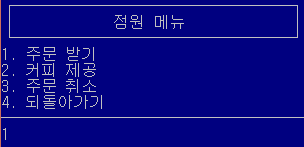 점원 메뉴
1. 주문 받기
2. 커피 제공
3. 주문 취소
4. 되돌아가기
1